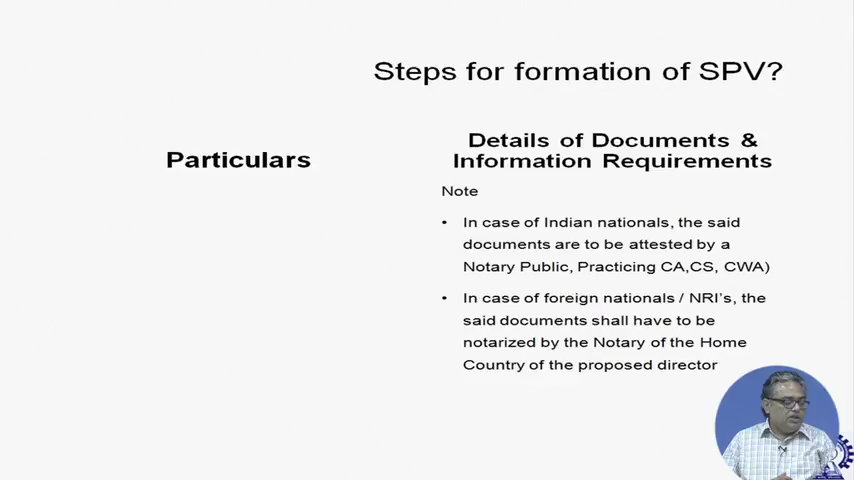 Steps for formation of SPV?
Particulars
Details of Documents &
Information Requirements
Note
• In case of Indian nationals, the said
documents are to be attested by a
Notary Public, Practicing CA,CS, CWA)
• In case of foreign nationals / NRI's, the
said documents shall have to be
notarized by the Notary of the Home
Country of the proposed director